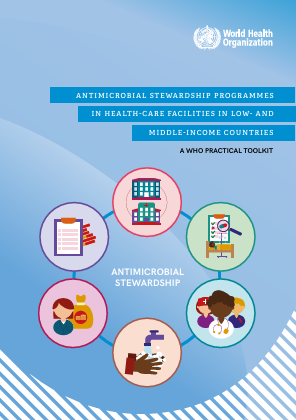 World Health
Organization
ANTIMICROBIAL STEWARDSHIP PROGRAMMES
IN HEALTH-CARE FACILITIES IN LOW- AND
MIDDLE-INCOME COUNTRIES
A WHO PRACTICAL TOOLKIT
ANTIMICROBIAL
STEWARDSHIP